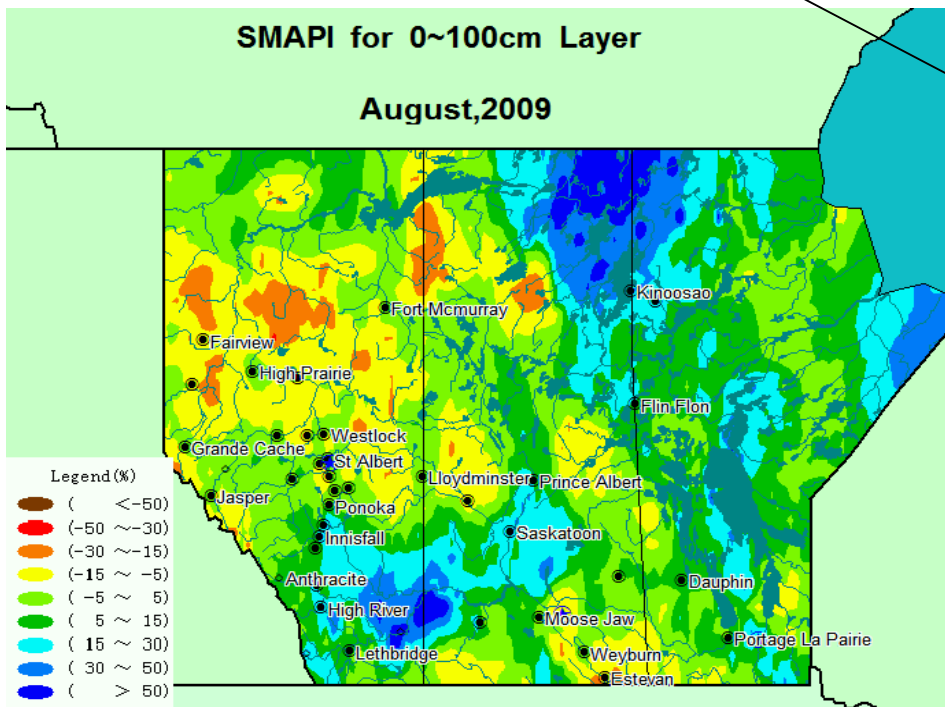 SMAPI for 0~100cm Layer
August,2009
Kinoosao
Fort Mcmurray
Fairview
High Prairie
Flin Flon
Westlock
Grande Cache
St Albert
Lloydminster
Prince Albert
Jasper
Ponoka
Innisfall
Saskatoon
Anthracite
Dauphin
High River
Moose Jaw
Portage La Pairie
Lethbridge
Weyburn
Estevan
Legend(%)
( <-50)
(-50 ~-30)
(-30 ~-15)
(-15 ~ -5)
( -5 ~ 5)
( 5 ~ 15)
( 15 ~ 30)
( 30 ~ 50)
( > 50)